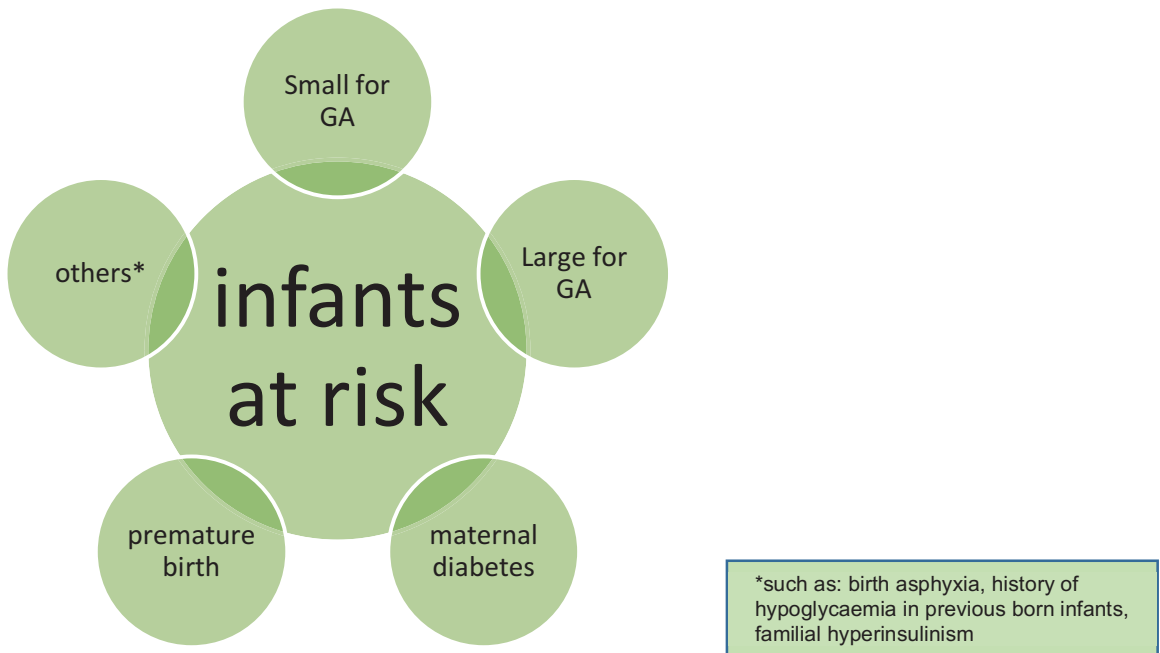 Small for
GA
others*
Large for
GA
infants
at risk
premature
birth
maternal
diabetes
*such as: birth asphyxia, history of
hypoglycaemia in previous born infants,
familial hyperinsulinism